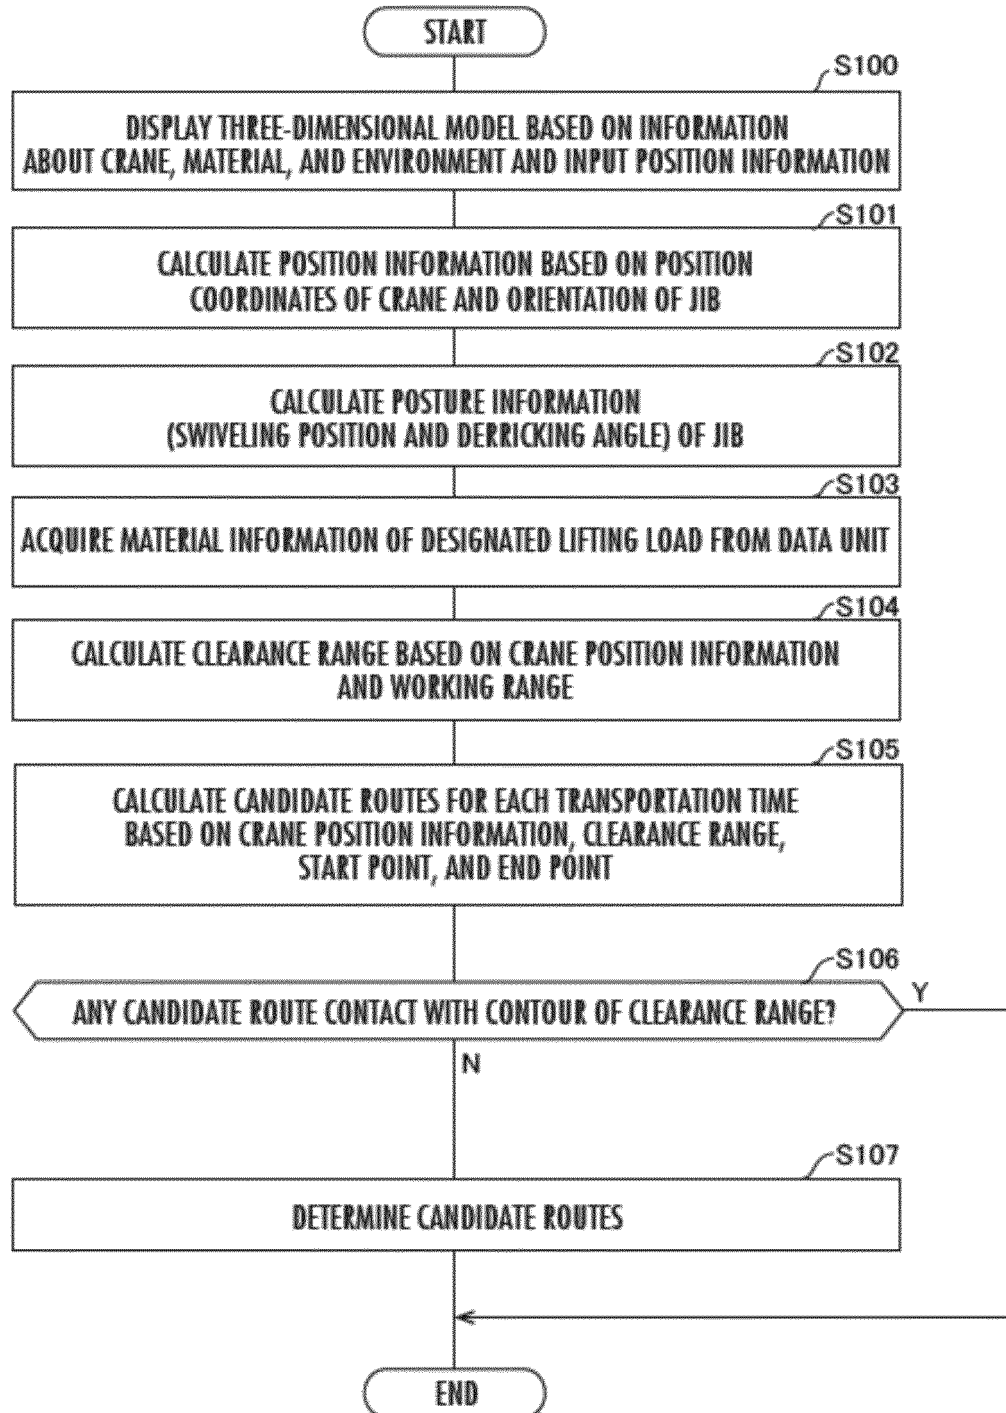 START
S100
DISPLAY THREE-DIMENSIONAL MODEL BASED ON INFORMATION
ABOUT CRANE, MATERIAL, AND ENVIRONMENT AND INPUT POSITION INFORMATION
S101
CALCULATE POSITION INFORMATION BASED ON POSITION
COORDINATES OF CRANE AND ORIENTATION OF JIB
S102
CALCULATE POSTURE INFORMATION
(SWIVELING POSITION AND DERRICKING ANGLE) OF JIB
S103
ACQUIRE MATERIAL INFORMATION OF DESIGNATED LIFTING LOAD FROM DATA UNIT
S104
CALCULATE CLEARANCE RANGE BASED ON CRANE POSITION INFORMATION
AND WORKING RANGE
S105
CALCULATE CANDIDATE ROUTES FOR EACH TRANSPORTATION TIME
BASED ON CRANE POSITION INFORMATION, CLEARANCE RANGE,
START POINT, AND END POINT
S106
ANY CANDIDATE ROUTE CONTACT WITH CONTOUR OF CLEARANCE RANGE?
Y
N
S107
DETERMINE CANDIDATE ROUTES
END